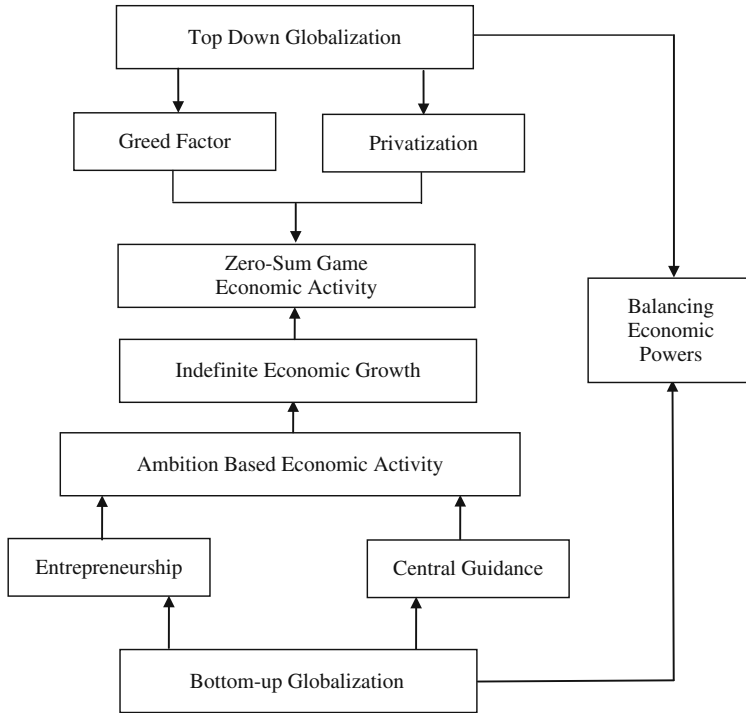 Top Down Globalization
Greed Factor
Privatization
Zero-Sum Game
Economic Activity
Balancing
Economic
Powers
Indefinite Economic Growth
Ambition Based Economic Activity
Entrepreneurship
Central Guidance
Bottom-up Globalization